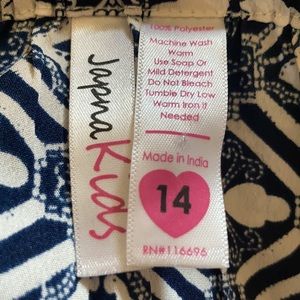 Japna
Kids
100% Polyester
Machine Wash
Warm
Use Soap Or
Mild Detergent
Do Not Bleach
Tumble Dry Low
Warm Iron If
Needed
Made in India
14
RN#116696